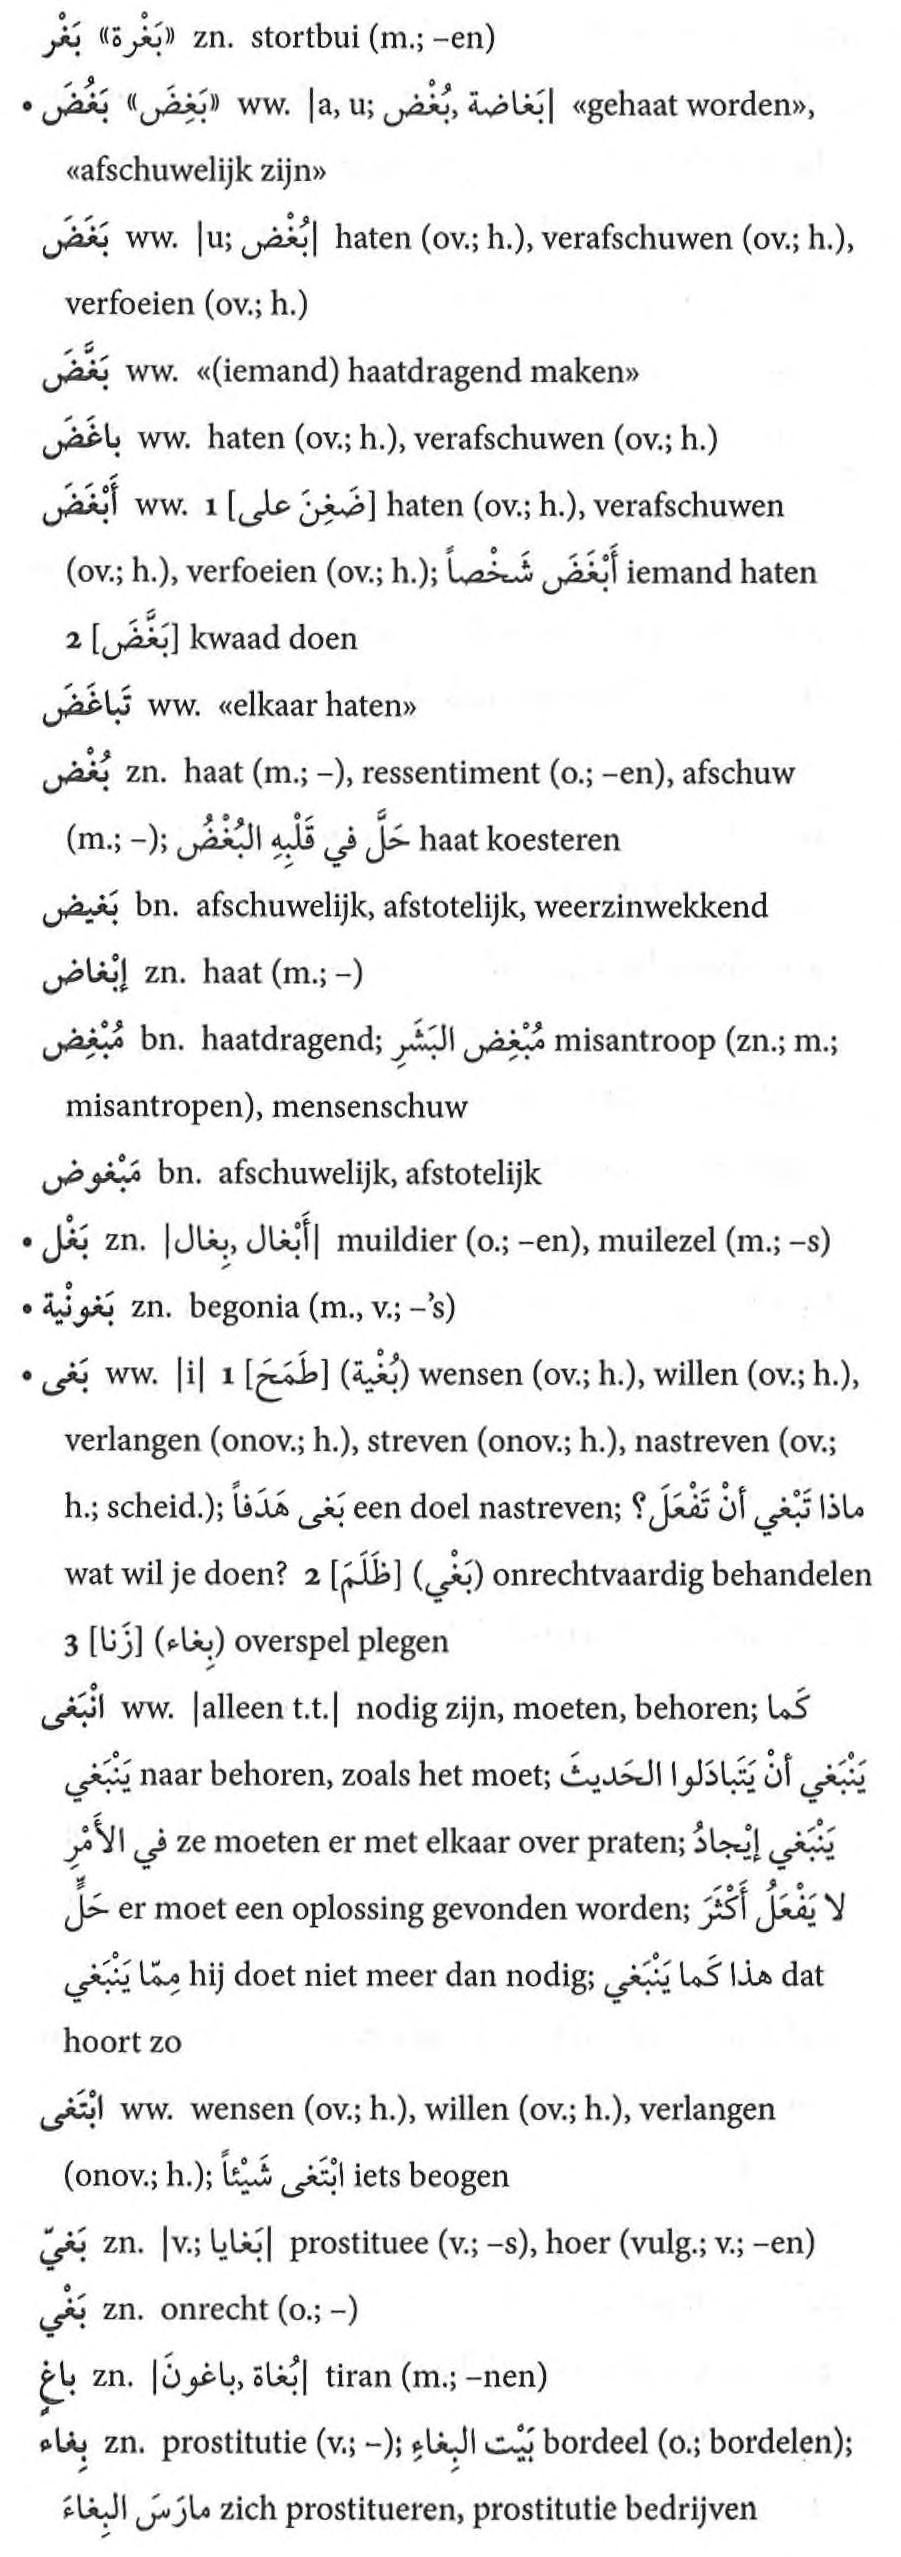 بَغْر «بَغْرة» zn. stortbui (m.; –en)
• بَغُضَ «بَغِضَ» ww. |a, u; بُغْض, بَغاضة| «gehaat worden»,
«afschuwelijk zijn»
بَغَضَ ww. |u; بُغْض| haten (ov.; h.), verafschuwen (ov.; h.),
verfoeien (ov.; h.)
بَغَّضَ ww. «(iemand) haatdragend maken»
باغَضَ ww. haten (ov.; h.), verafschuwen (ov.; h.)
أَبْغَضَ ww. 1 [ضَغِنَ على] haten (ov.; h.), verafschuwen
(ov.; h.), verfoeien (ov.; h.); أَبْغَضَ شَخْصاً iemand haten
2 [بَغَّضَ] kwaad doen
تَباغَضَ ww. «elkaar haten»
بُغْض zn. haat (m.; –), ressentiment (o.; –en), afschuw
(m.; –); حَلَّ في قَلْبِهِ البُغْضُ haat koesteren
بَغيض bn. afschuwelijk, afstotelijk, weerzinwekkend
إبْغاض zn. haat (m.; –)
مُبْغِض bn. haatdragend; مُبْغِض البَشَرِ misantroop (zn.; m.;
misantropen), mensenschuw
مَبْغوض bn. afschuwelijk, afstotelijk
• بَغْل zn. |أَبْغال, بِغال| muildier (o.; –en), muilezel (m.; –s)
• بَغونْية zn. begonia (m., v.; –’s)
• بَغى ww. |i| 1 [طَمَحَ] (بُغْية) wensen (ov.; h.), willen (ov.; h.),
verlangen (onov.; h.), streven (onov.; h.), nastreven (ov.;
h.; scheid.); بَغى هَدَفاً een doel nastreven; ماذا تَبْغي أنْ تَفْعَلَ؟
wat wil je doen? 2 [ظَلَمَ] (بَغْي) onrechtvaardig behandelen
3 [زَنا] (بِغاء) overspel plegen
انْبَغى ww. |alleen t.t.| nodig zijn, moeten, behoren; كَما
يَنْبَغي naar behoren, zoals het moet; يَنْبَغي أنْ يَتَبادَلوا الحَديثَ
في الأَمْرِ ze moeten er met elkaar over praten; يَنْبَغي إيْجادُ
حَلٍّ er moet een oplossing gevonden worden; لا يَفْعَلُ أَكْثَرَ
مِمّا يَنْبَغي hij doet niet meer dan nodig; هذا كَما يَنْبَغي dat
hoort zo
ابْتَغى ww. wensen (ov.; h.), willen (ov.; h.), verlangen
(onov.; h.); ابْتَغى شَيْئاً iets beogen
بَغيّ zn. |v.; بَغايا| prostituee (v.; –s), hoer (vulg.; v.; –en)
بَغْي zn. onrecht (o.; –)
باغٍ zn. |باغونَ, بُغاة| tiran (m.; –nen)
بِغاء zn. prostitutie (v.; –); بَيْت البِغاءِ bordeel (o.; bordelen);
مارَسَ البِغاءَ zich prostitueren, prostitutie bedrijven